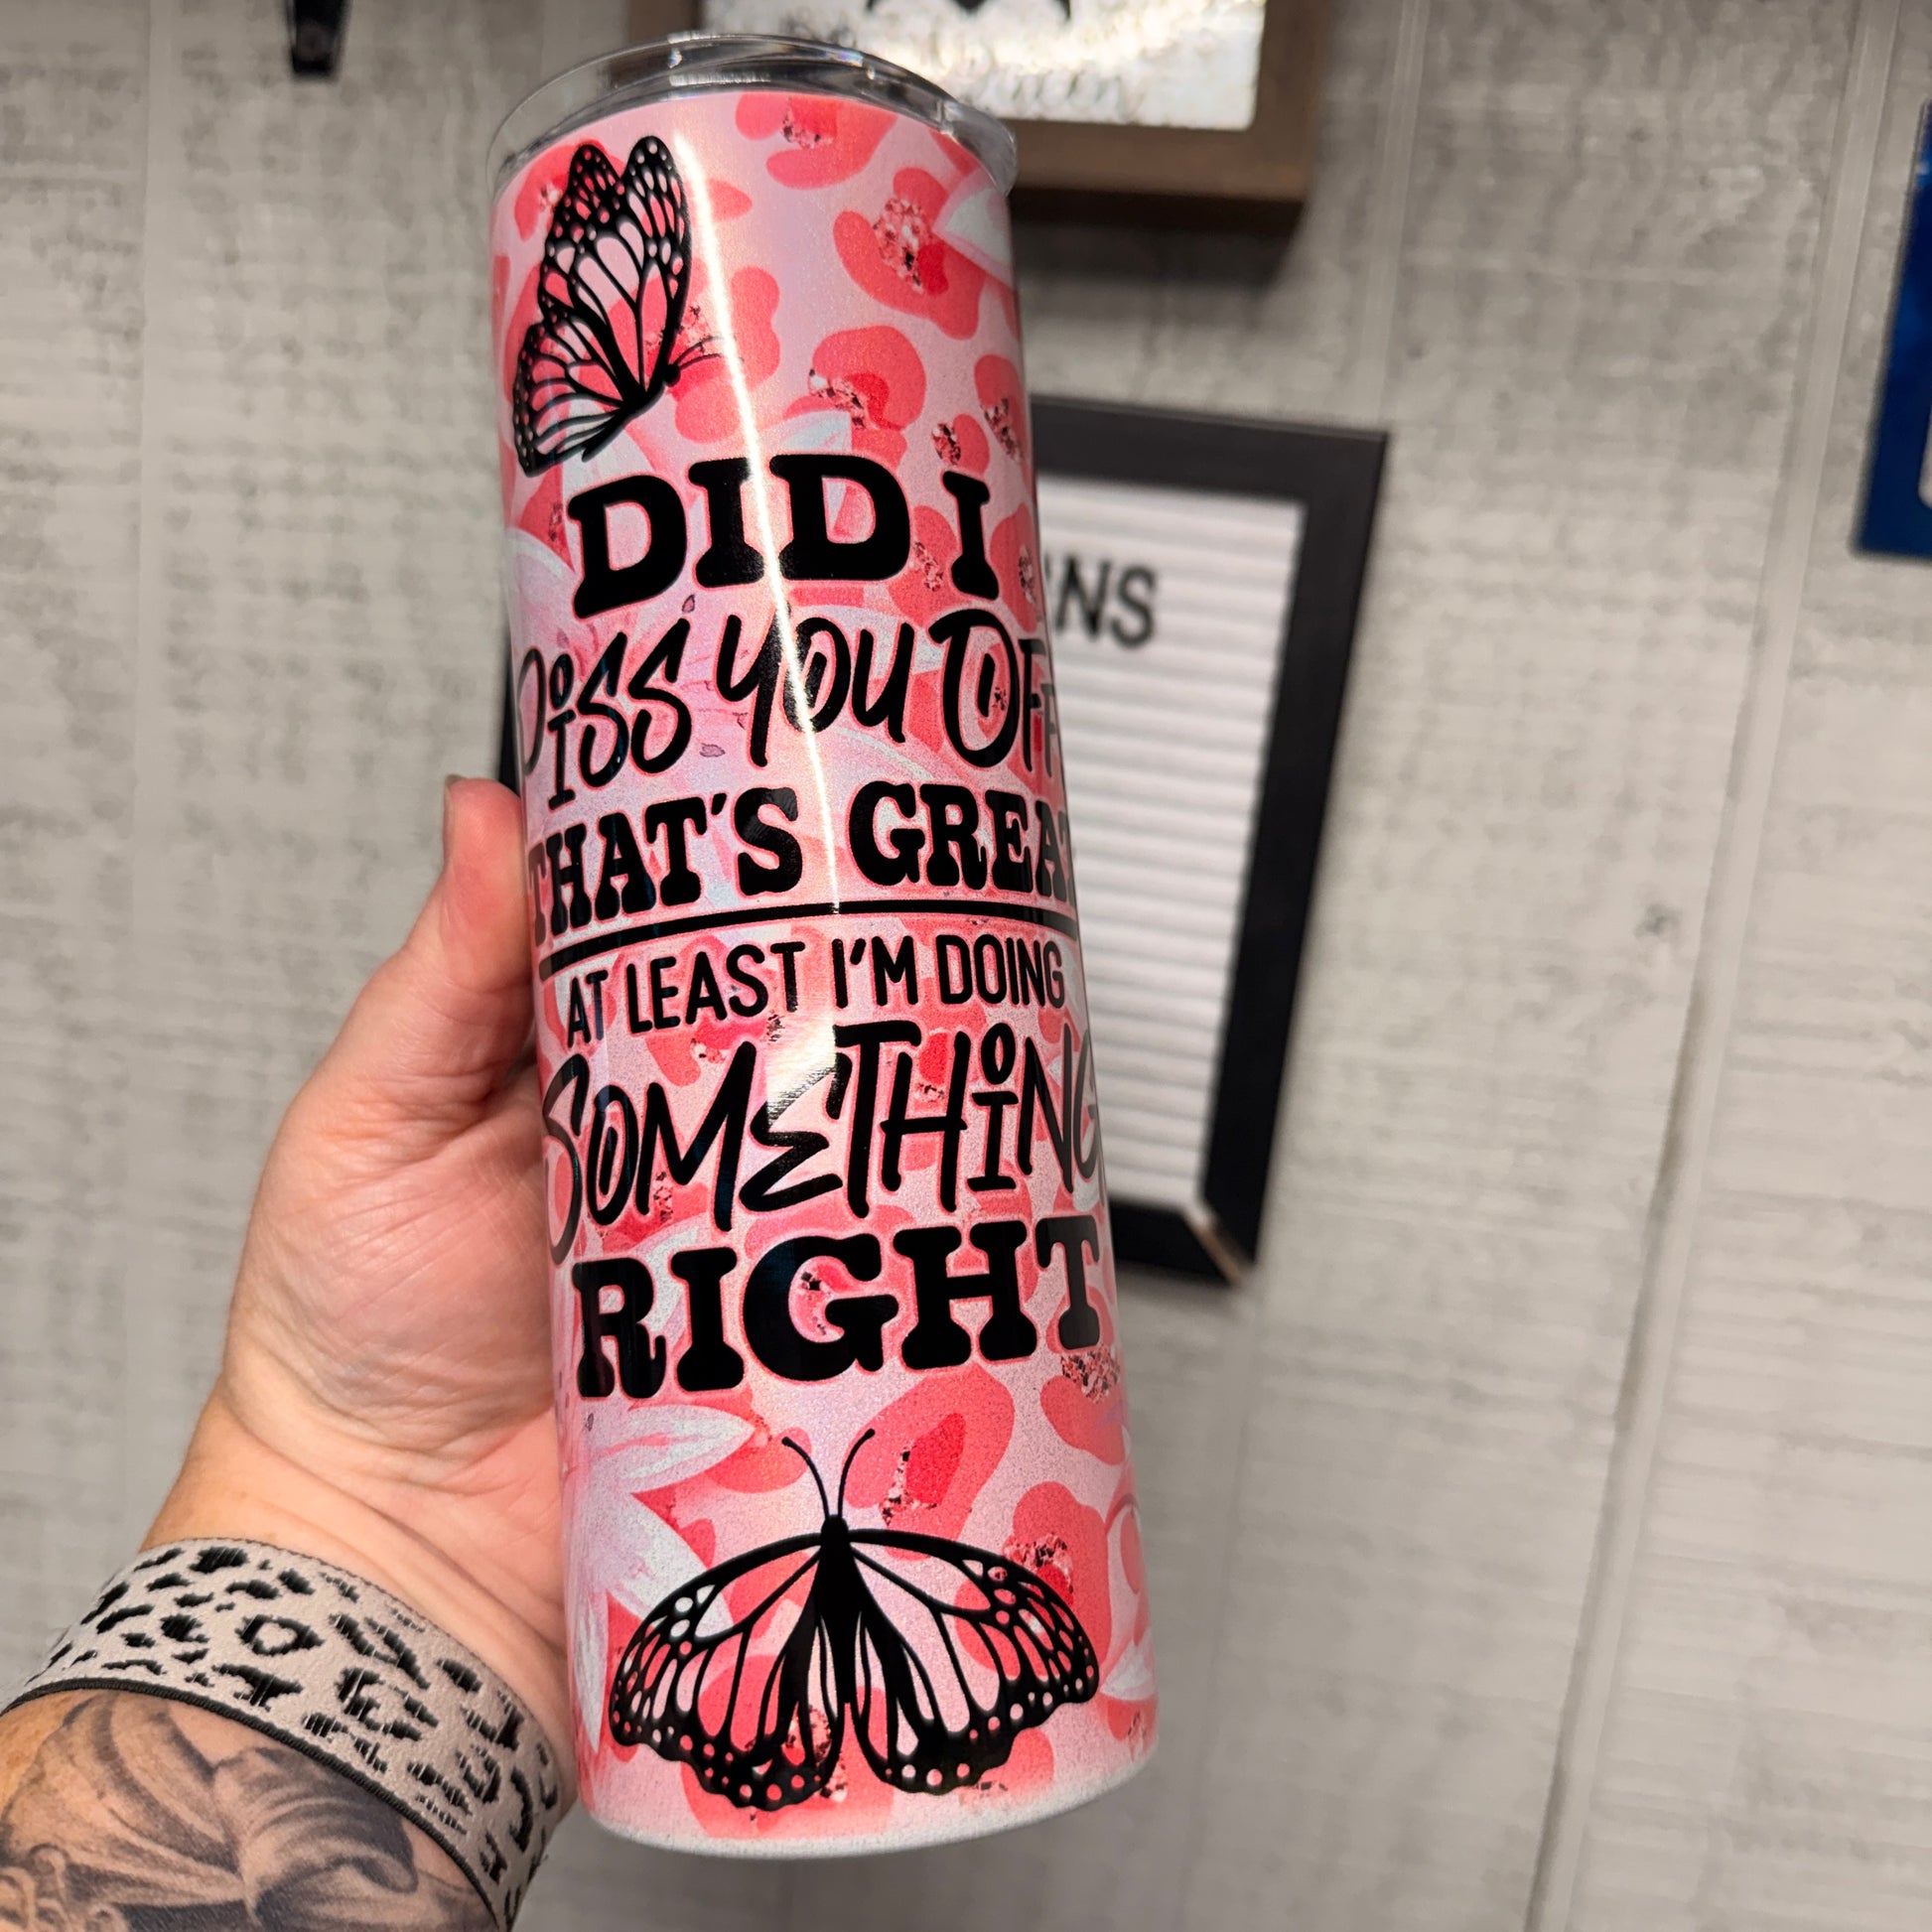 DID I
PISS YOU OFF
THAT'S GREAT
AT LEAST I'M DOING
SOMETHING
RIGHT